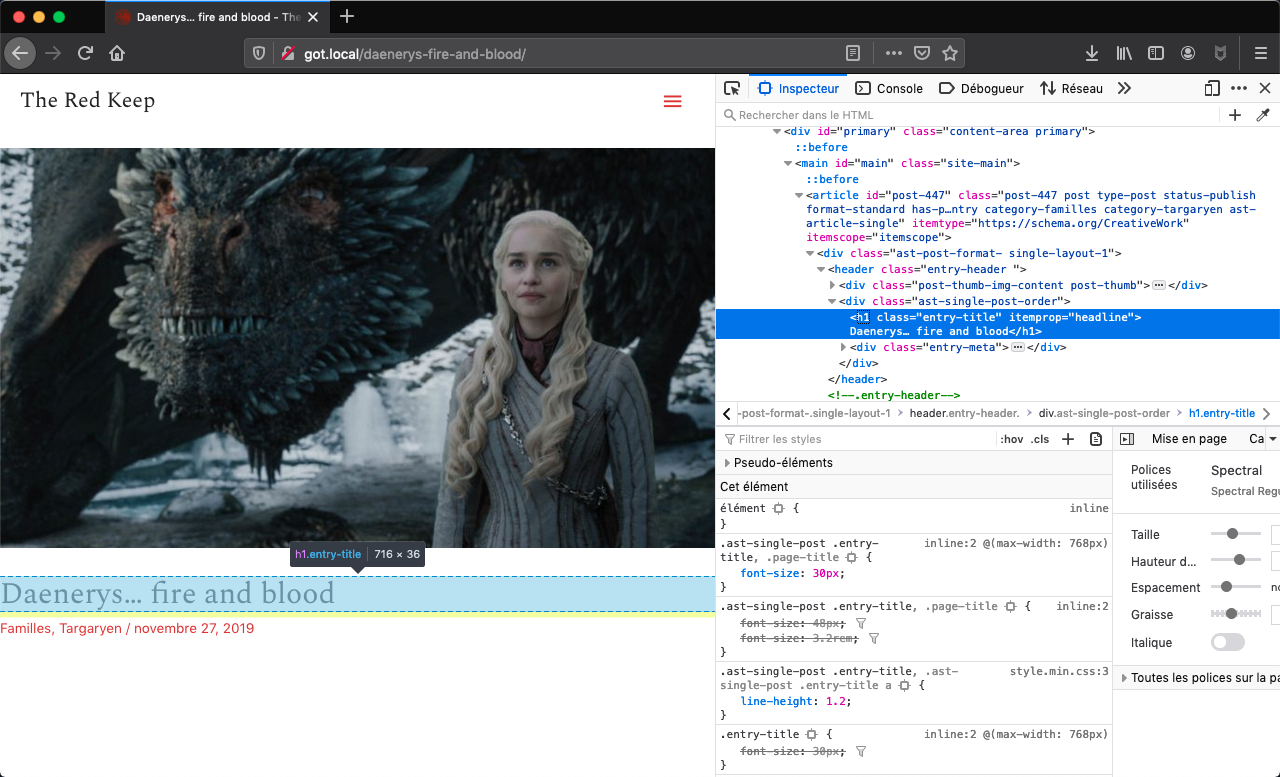 Daenerys… fire and blood - The
got.local/daenerys-fire-and-blood/
The Red Keep
Inspecteur
Console
Débogueur
Réseau
Rechercher dans le HTML
<div id="primary" class="content-area primary">
::before
<main id="main" class="site-main">
::before
<article id="post-447" class="post-447 post type-post status-publish
format-standard has-p…ntry category-familles category-targaryen ast-
article-single" itemtype="https://schema.org/CreativeWork"
itemscope="itemscope">
<div class="ast-post-format- single-layout-1">
<header class="entry-header ">
<div class="post-thumb-img-content post-thumb"> ••• </div>
<div class="ast-single-post-order">
<h1 class="entry-title" itemprop="headline">
Daenerys… fire and blood</h1>
<div class="entry-meta"> ••• </div>
</div>
</header>
<!--.entry-header-->
-post-format-.single-layout-1 > header.entry-header. > div.ast-single-post-order > h1.entry-title
Filtrer les styles
:hov .cls
Pseudo-éléments
Cet élément
élément { inline
}
.ast-single-post .entry- inline:2 @(max-width: 768px)
title, .page-title {
font-size: 30px;
}
.ast-single-post .entry-title, .page-title { inline:2
font-size: 48px;
font-size: 3.2rem;
}
.ast-single-post .entry-title, .ast- style.min.css:3
single-post .entry-title a {
line-height: 1.2;
}
.entry-title { inline:2 @(max-width: 768px)
font-size: 30px;
}
Mise en page
Ca
Polices
utilisées
Spectral
Spectral Regu
Taille
Hauteur d…
Espacement
no
Graisse
Italique
Toutes les polices sur la pa
h1.entry-title | 716 × 36
Daenerys… fire and blood
Familles, Targaryen / novembre 27, 2019